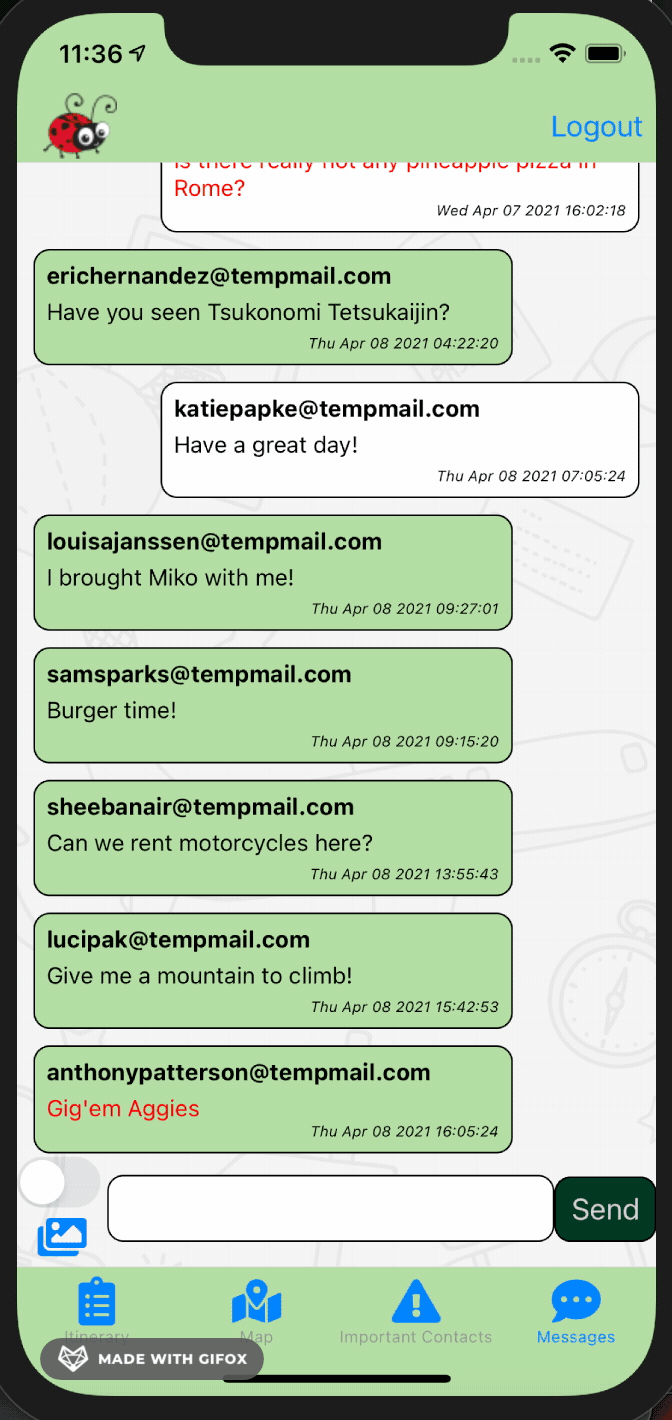 11:36
Logout
is there really not any pineapple pizza in
Rome?
Wed Apr 07 2021 16:02:18
erichernandez@tempmail.com
Have you seen Tsukonomi Tetsukaijin?
Thu Apr 08 2021 04:22:20
katiepapke@tempmail.com
Have a great day!
Thu Apr 08 2021 07:05:24
louisajanssen@tempmail.com
I brought Miko with me!
Thu Apr 08 2021 09:27:01
samsparks@tempmail.com
Burger time!
Thu Apr 08 2021 09:15:20
sheebanair@tempmail.com
Can we rent motorcycles here?
Thu Apr 08 2021 13:55:43
lucipak@tempmail.com
Give me a mountain to climb!
Thu Apr 08 2021 15:42:53
anthonypatterson@tempmail.com
Gig'em Aggies
Thu Apr 08 2021 16:05:24
Send
Itinerary Map Important Contacts Messages
MADE WITH GIFOX